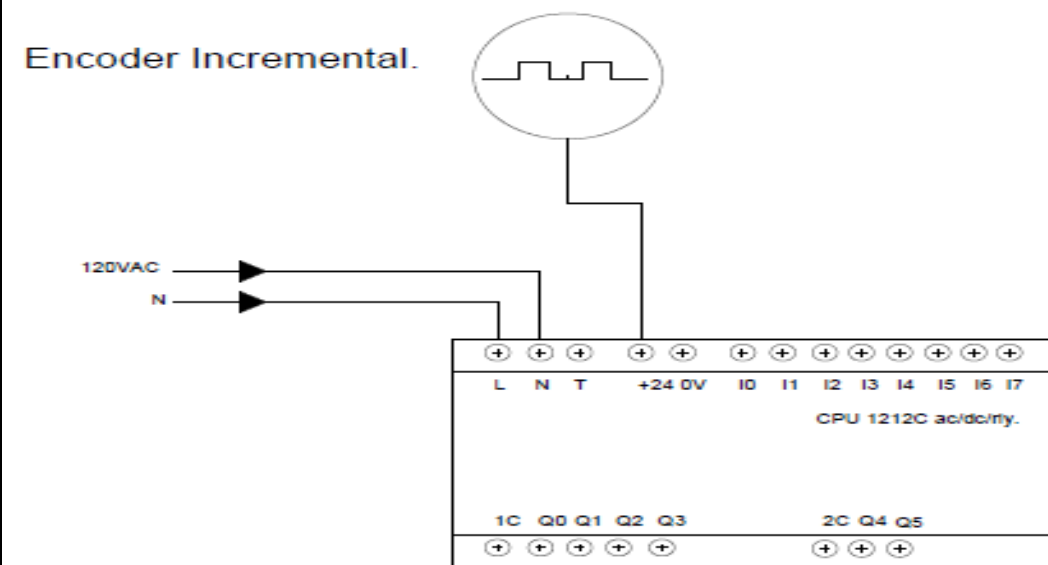 Encoder Incremental.
120VAC
N
L N T +24 0V I0 I1 I2 I3 I4 I5 I6 I7
CPU 1212C ac/dc/rly.
1C Q0 Q1 Q2 Q3 2C Q4 Q5